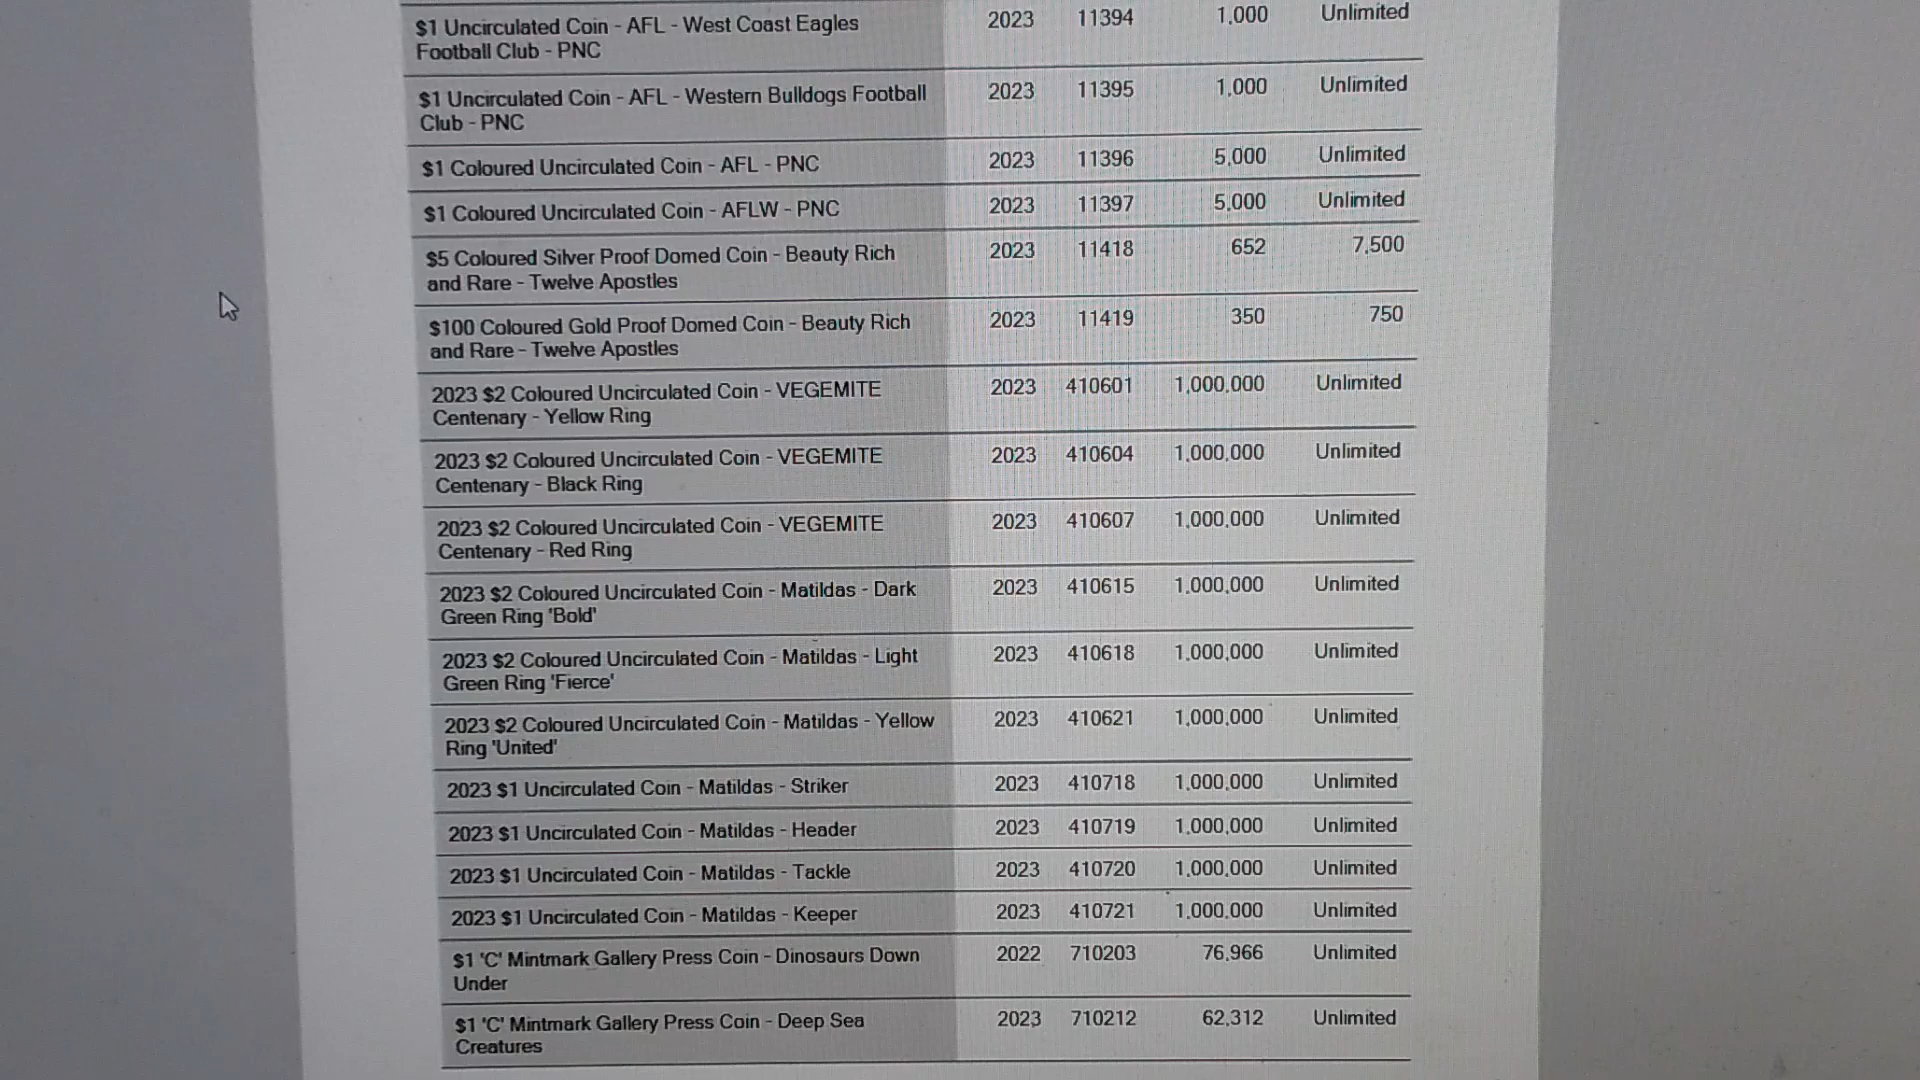 $1 Uncirculated Coin - AFL - West Coast Eagles 2023 11394 1,000 Unlimited
Football Club - PNC
$1 Uncirculated Coin - AFL - Western Bulldogs Football 2023 11395 1,000 Unlimited
Club - PNC
$1 Coloured Uncirculated Coin - AFL - PNC 2023 11396 5,000 Unlimited
$1 Coloured Uncirculated Coin - AFLW - PNC 2023 11397 5,000 Unlimited
$5 Coloured Silver Proof Domed Coin - Beauty Rich 2023 11418 652 7,500
and Rare - Twelve Apostles
$100 Coloured Gold Proof Domed Coin - Beauty Rich 2023 11419 350 750
and Rare - Twelve Apostles
2023 $2 Coloured Uncirculated Coin - VEGEMITE 2023 410601 1,000,000 Unlimited
Centenary - Yellow Ring
2023 $2 Coloured Uncirculated Coin - VEGEMITE 2023 410604 1,000,000 Unlimited
Centenary - Black Ring
2023 $2 Coloured Uncirculated Coin - VEGEMITE 2023 410607 1,000,000 Unlimited
Centenary - Red Ring
2023 $2 Coloured Uncirculated Coin - Matildas - Dark 2023 410615 1,000,000 Unlimited
Green Ring 'Bold'
2023 $2 Coloured Uncirculated Coin - Matildas - Light 2023 410618 1,000,000 Unlimited
Green Ring 'Fierce'
2023 $2 Coloured Uncirculated Coin - Matildas - Yellow 2023 410621 1,000,000 Unlimited
Ring 'United'
2023 $1 Uncirculated Coin - Matildas - Striker 2023 410718 1,000,000 Unlimited
2023 $1 Uncirculated Coin - Matildas - Header 2023 410719 1,000,000 Unlimited
2023 $1 Uncirculated Coin - Matildas - Tackle 2023 410720 1,000,000 Unlimited
2023 $1 Uncirculated Coin - Matildas - Keeper 2023 410721 1,000,000 Unlimited
$1 'C' Mintmark Gallery Press Coin - Dinosaurs Down 2022 710203 76,966 Unlimited
Under
$1 'C' Mintmark Gallery Press Coin - Deep Sea 2023 710212 62,312 Unlimited
Creatures